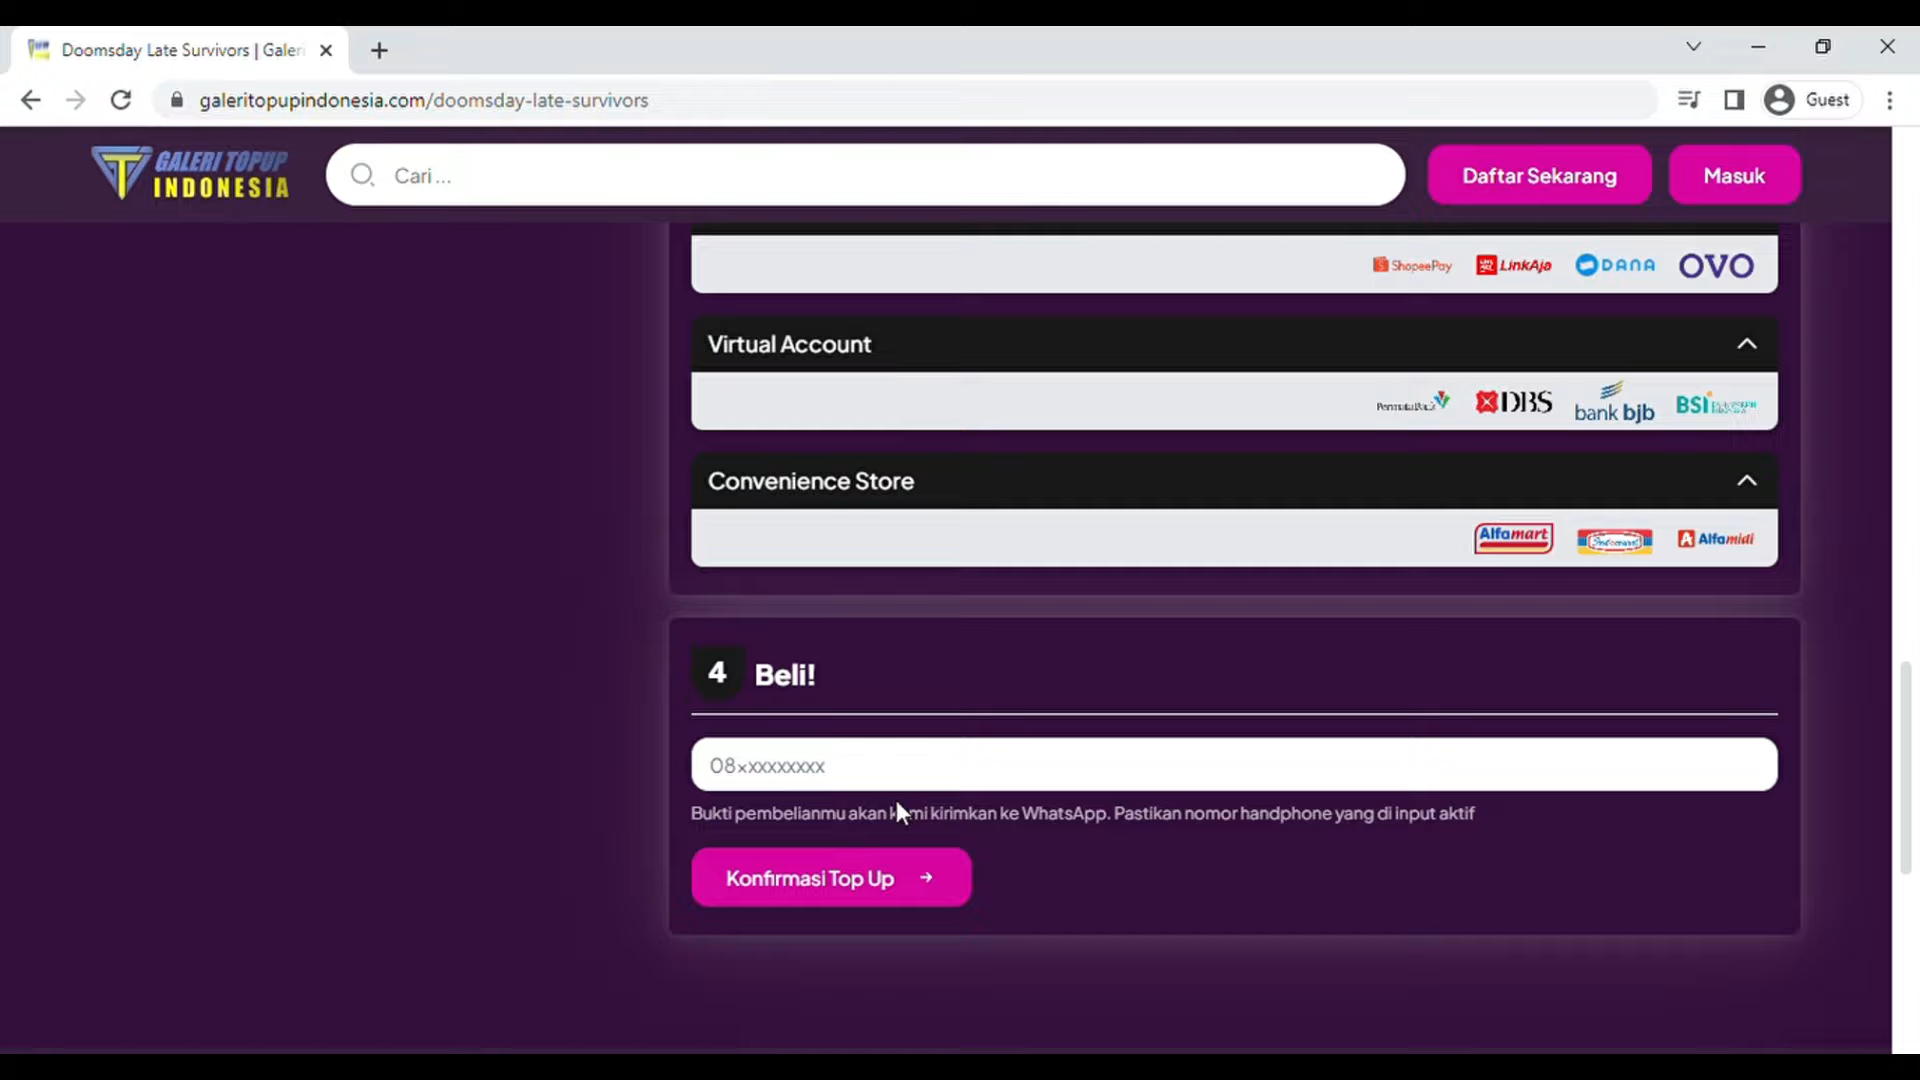 Doomsday Late Survivors | Galeri
galeritopupindonesia.com/doomsday-late-survivors
Guest
GALERI TOPUP
INDONESIA
Cari ...
Daftar Sekarang
Masuk
ShopeePay
LinkAja
DANA
OVO
Virtual Account
PermataBank
DBS
bank bjb
BSI
Convenience Store
Alfamart
Indomaret
Alfamidi
4 Beli!
08xxxxxxxxx
Bukti pembelianmu akan kami kirimkan ke WhatsApp. Pastikan nomor handphone yang di input aktif
Konfirmasi Top Up →